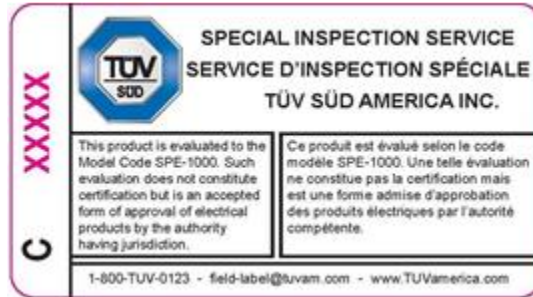 SPECIAL INSPECTION SERVICE
SERVICE D'INSPECTION SPÉCIALE
TÜV SÜD AMERICA INC.
TÜV
SÜD
C XXXXX
This product is evaluated to the
Model Code SPE-1000. Such
evaluation does not constitute
certification but is an accepted
form of approval of electrical
products by the authority
having jurisdiction.
Ce produit est évalué selon le code
modèle SPE-1000. Une telle évaluation
ne constitue pas la certification mais
est une forme admise d'approbation
des produits électriques par l'autorité
compétente.
1-800-TUV-0123 - field-label@tuvam.com - www.TUVamerica.com